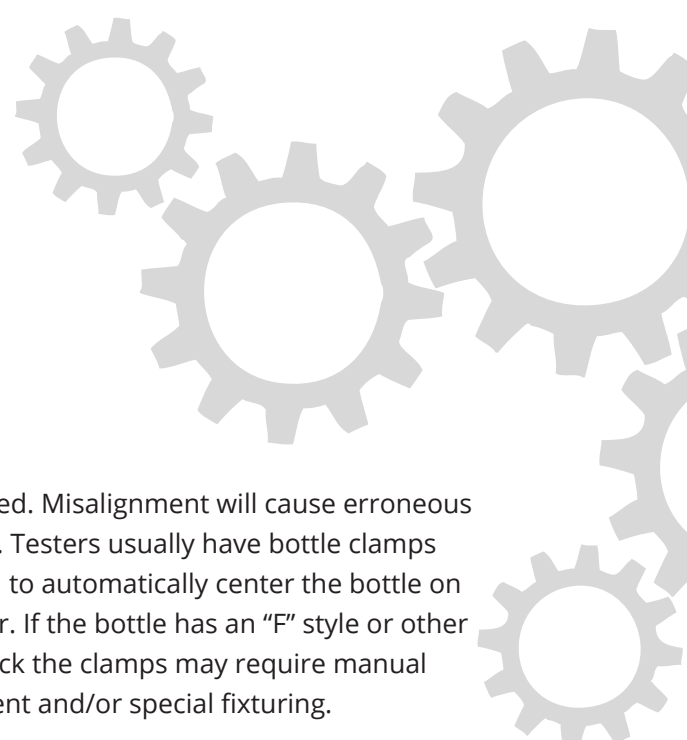 ed. Misalignment will cause erroneous
. Testers usually have bottle clamps
to automatically center the bottle on
r. If the bottle has an “F” style or other
ck the clamps may require manual
ent and/or special fixturing.